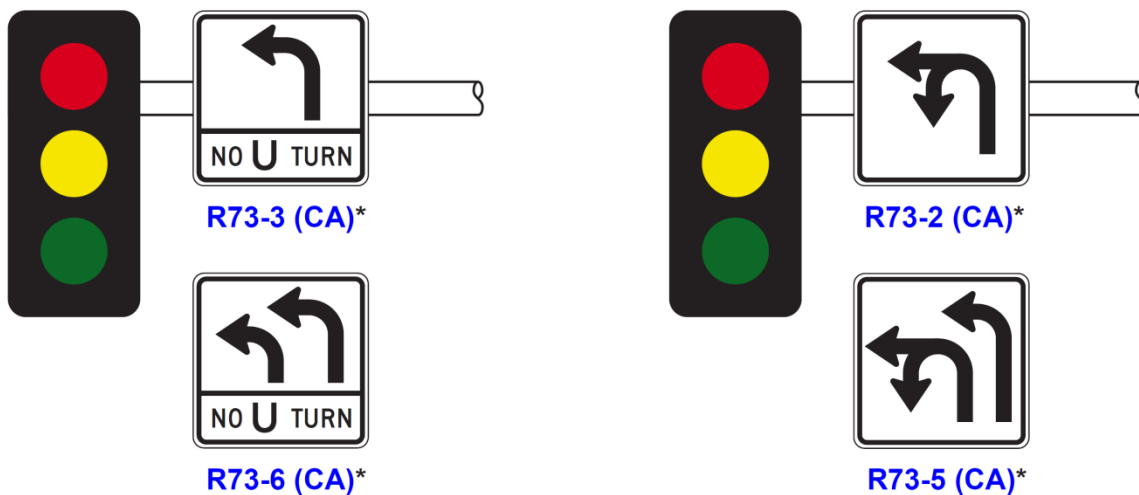 NO U TURN
R73-3 (CA)*
R73-2 (CA)*
NO U TURN
R73-6 (CA)*
R73-5 (CA)*